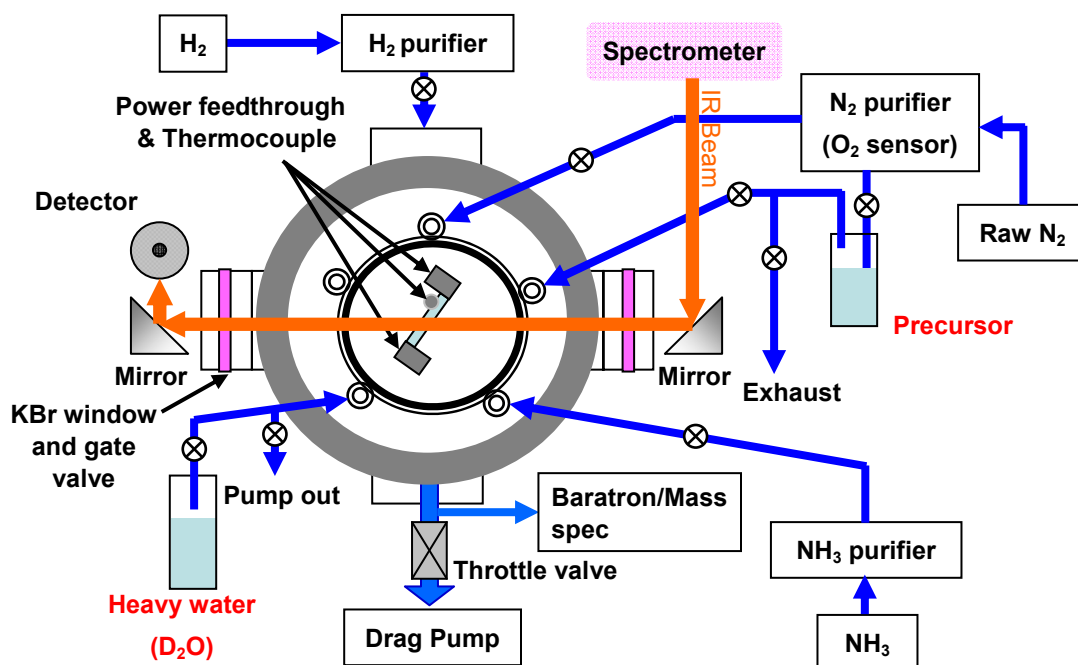 H₂
H₂ purifier
Spectrometer
Power feedthrough
& Thermocouple
IR Beam
N₂ purifier
(O₂ sensor)
Detector
Raw N₂
Precursor
Mirror
Mirror
Exhaust
KBr window
and gate
valve
Pump out
Baratron/Mass
spec
NH₃ purifier
Throttle valve
Heavy water
(D₂O)
Drag Pump
NH₃